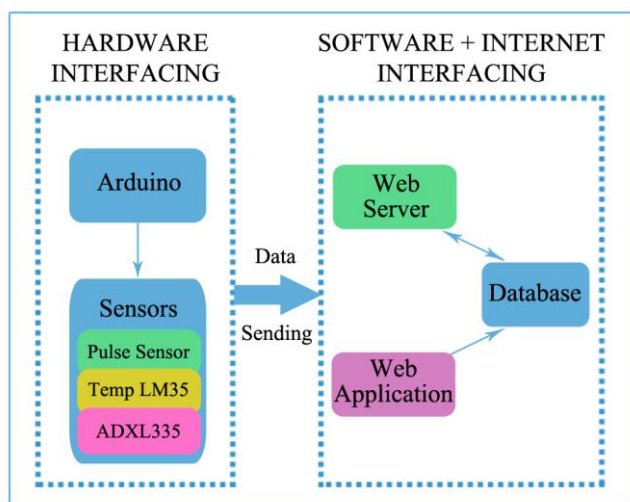 HARDWARE
INTERFACING
SOFTWARE + INTERNET
INTERFACING
Arduino
Sensors
Pulse Sensor
Temp LM35
ADXL335
Data
Sending
Web
Server
Database
Web
Application